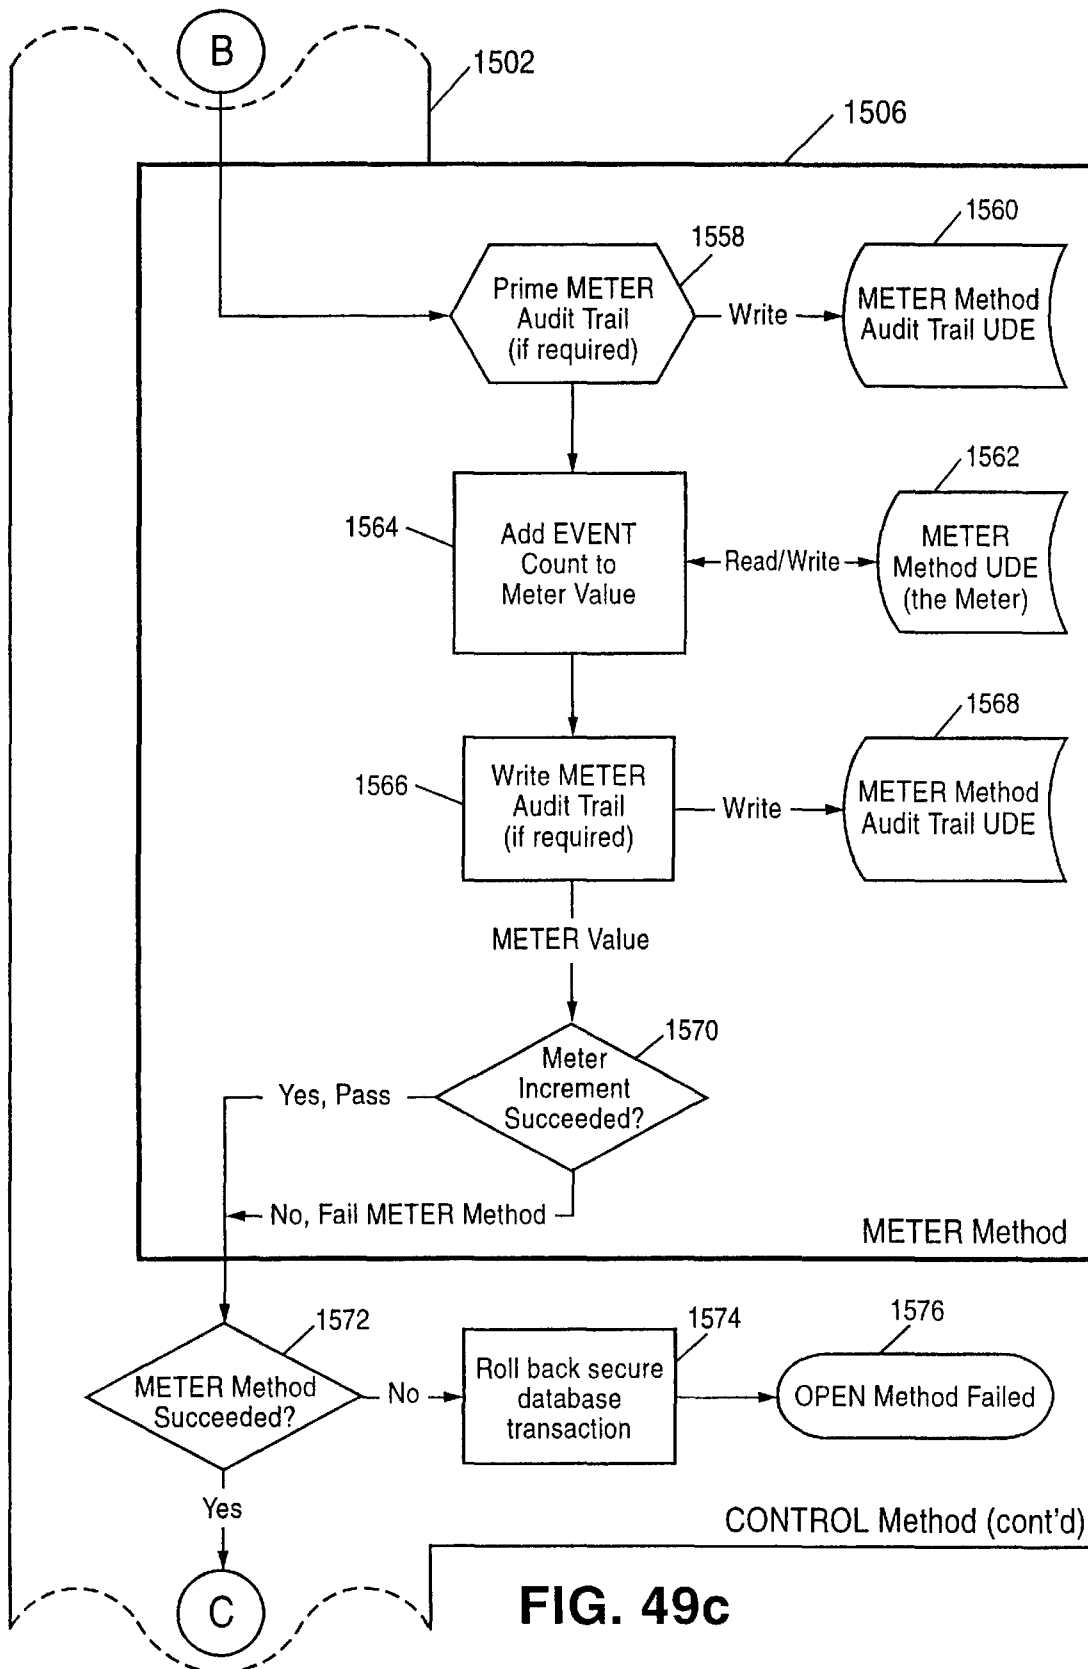 B
1502
1506
1558
1560
Prime METER
Audit Trail
(if required)
Write
METER Method
Audit Trail UDE
1562
1564
Add EVENT
Count to
Meter Value
Read/Write
METER
Method UDE
(the Meter)
1568
1566
Write METER
Audit Trail
(if required)
Write
METER Method
Audit Trail UDE
METER Value
1570
Meter
Increment
Succeeded?
Yes, Pass
No, Fail METER Method
METER Method
1572
METER Method
Succeeded?
No
1574
Roll back secure
database
transaction
1576
OPEN Method Failed
Yes
CONTROL Method (cont'd)
C
FIG. 49c